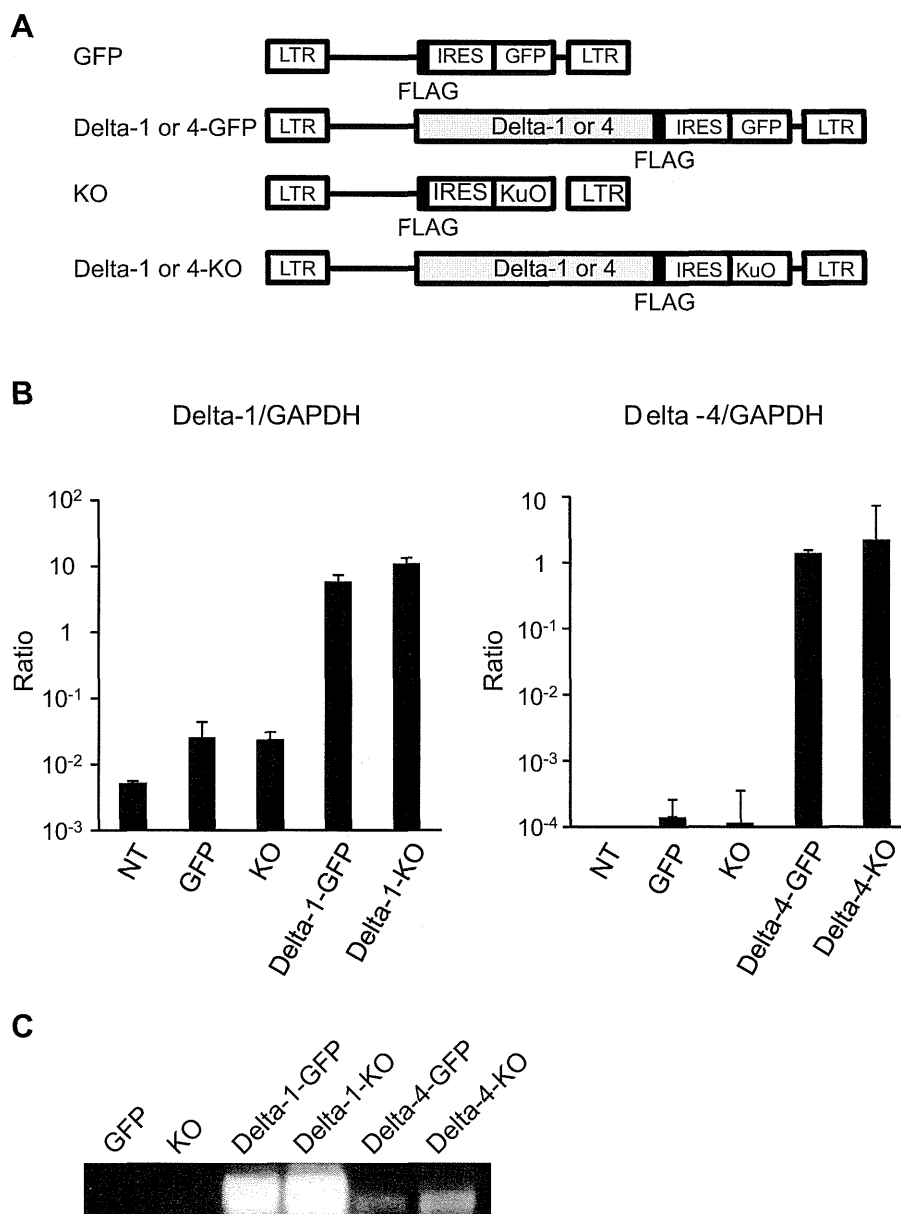 A
GFP LTR IRES GFP LTR
FLAG
Delta-1 or 4-GFP LTR Delta-1 or 4 IRES GFP LTR
FLAG
KO LTR IRES KuO LTR
FLAG
Delta-1 or 4-KO LTR Delta-1 or 4 IRES KuO LTR
FLAG
B
Delta-1/GAPDH
Ratio
10²
10
1
10⁻¹
10⁻²
10⁻³
NT GFP KO Delta-1-GFP Delta-1-KO
Delta -4/GAPDH
Ratio
10
1
10⁻¹
10⁻²
10⁻³
10⁻⁴
NT GFP KO Delta-4-GFP Delta-4-KO
C
GFP KO Delta-1-GFP Delta-1-KO Delta-4-GFP Delta-4-KO